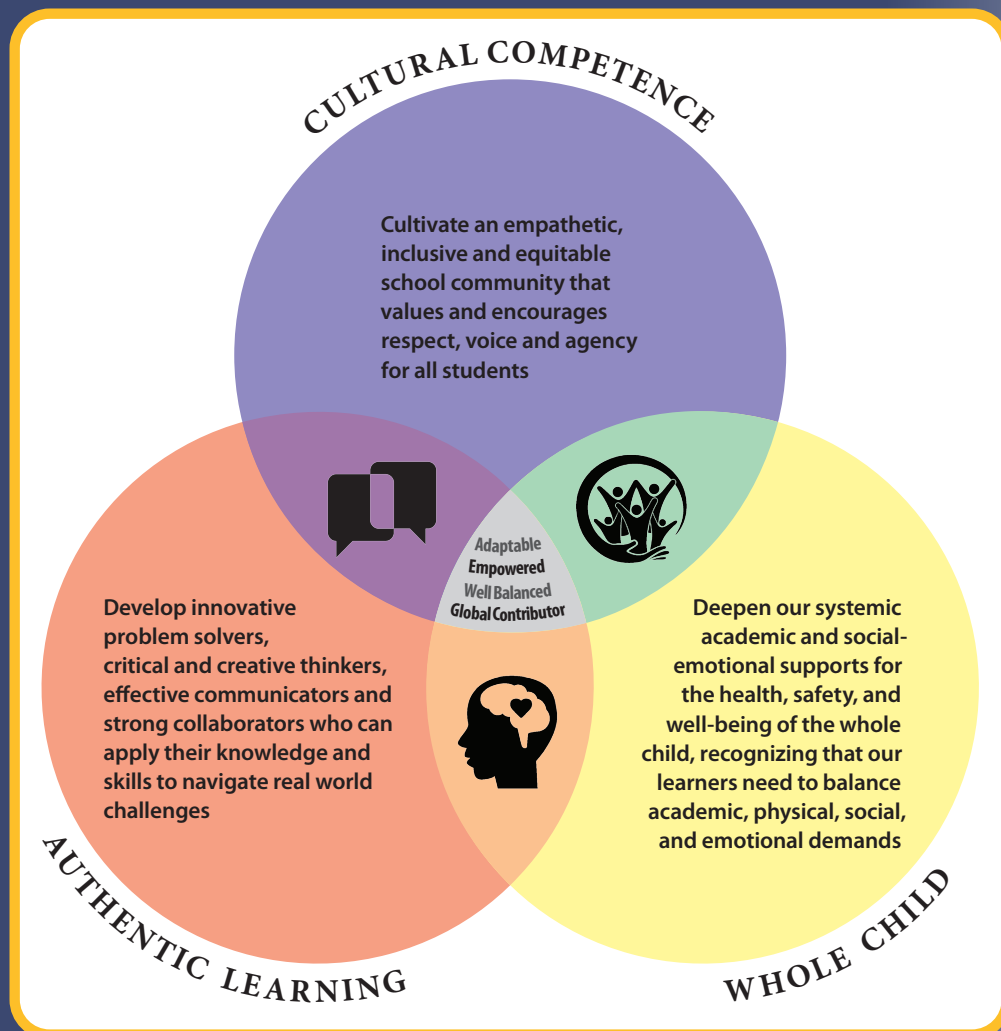 CULTURAL COMPETENCE
Cultivate an empathetic,
inclusive and equitable
school community that
values and encourages
respect, voice and agency
for all students
Adaptable
Empowered
Well Balanced
Global Contributor
Develop innovative
problem solvers,
critical and creative thinkers,
effective communicators and
strong collaborators who can
apply their knowledge and
skills to navigate real world
challenges
Deepen our systemic
academic and social-
emotional supports for
the health, safety, and
well-being of the whole
child, recognizing that our
learners need to balance
academic, physical, social,
and emotional demands
AUTHENTIC LEARNING
WHOLE CHILD